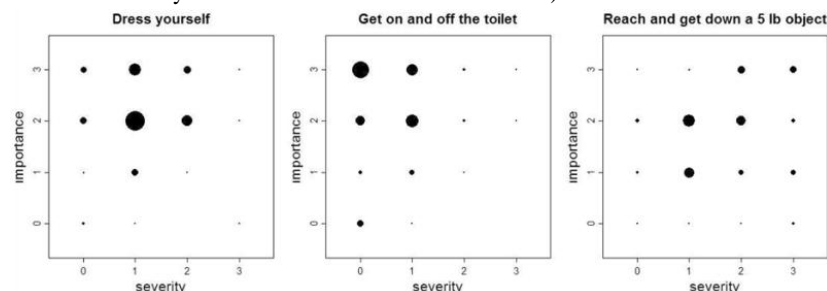 Dress yourself
Get on and off the toilet
Reach and get down a 5 lb object
importance
3
2
1
0
0 1 2 3
severity
importance
3
2
1
0
0 1 2 3
severity
importance
3
2
1
0
0 1 2 3
severity